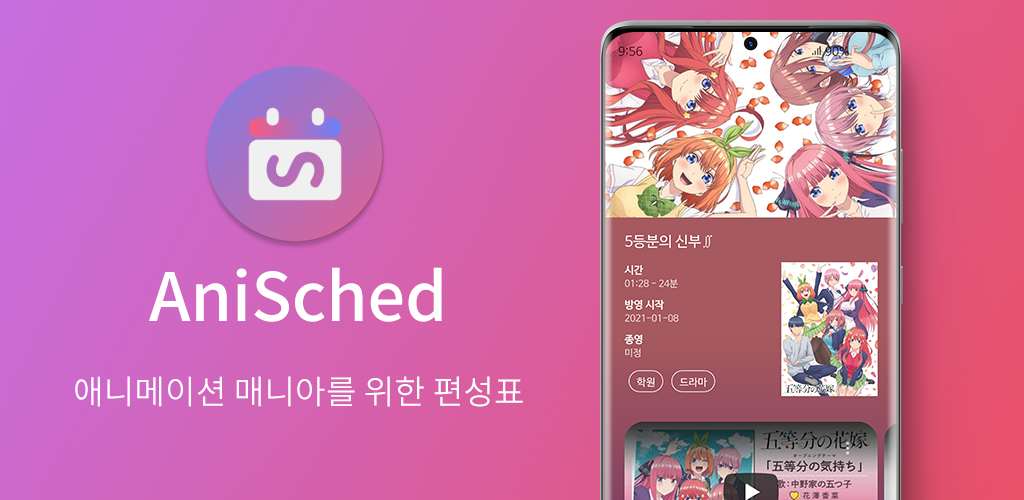 AniSched
애니메이션 매니아를 위한 편성표
9:56
90%
5등분의 신부∬
시간
01:28 - 24분
방영 시작
2021-01-08
종영
미정
학원
드라마
五等分の花嫁
五等分の花嫁
オープニングテーマ
「五等分の気持ち」
歌:中野家の五つ子
花澤香菜